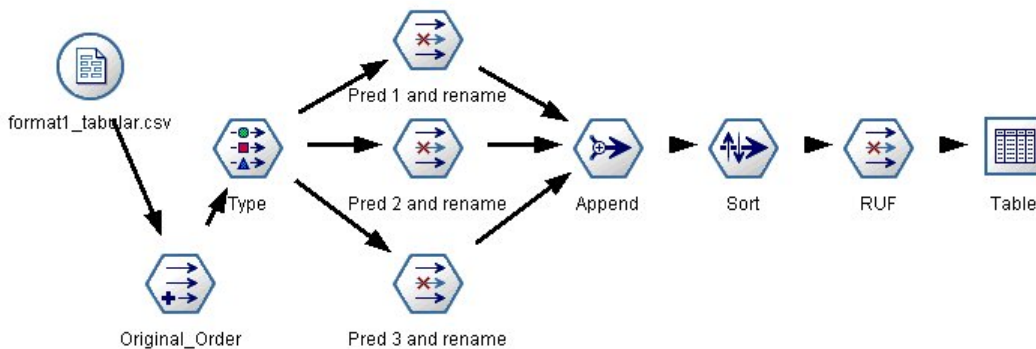 Pred 1 and rename
format1_tabular.csv
Type
Pred 2 and rename
Append
Sort
RUF
Table
Original_Order
Pred 3 and rename